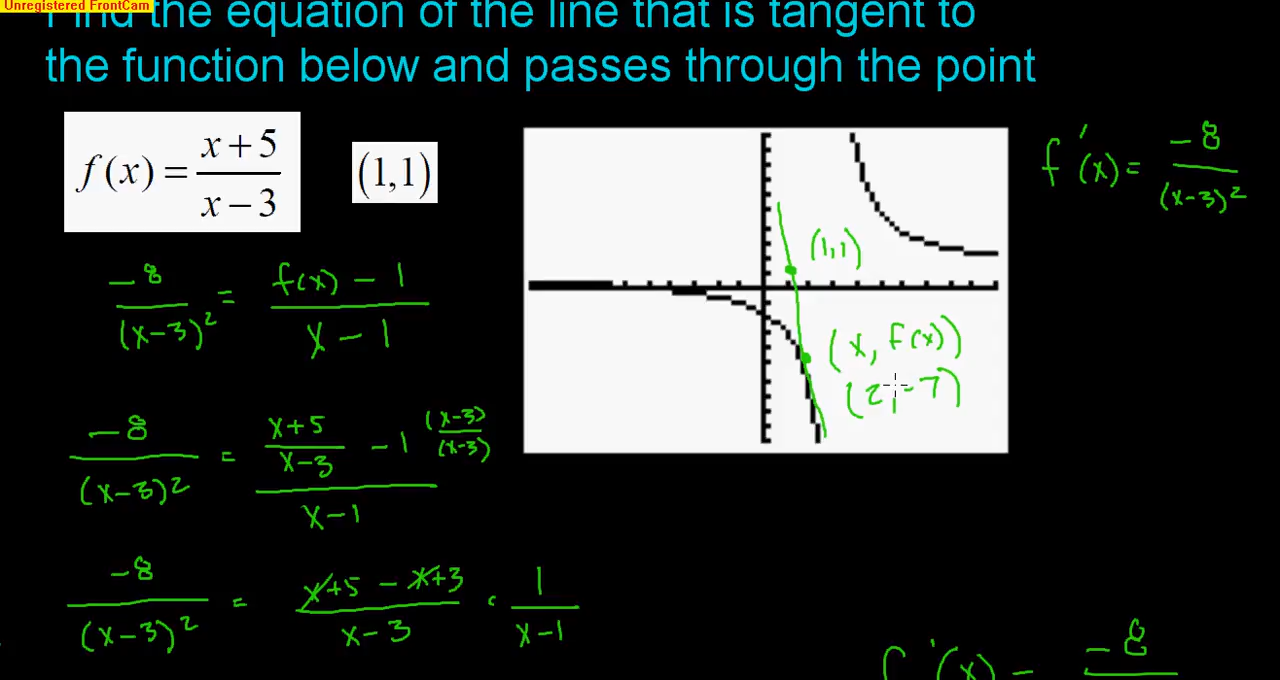 Unregistered FrontCam
Find the equation of the line that is tangent to
the function below and passes through the point
f(x) = (x+5)/(x−3)
(1,1)
f'(x) = -8/(x-3)²
-8/(x-3)² = (f(x) - 1)/(x - 1)
(1,1)
(x, f(x))
(2,-7)
-8/(x-3)² = ((x+5)/(x-3) - 1 (x-3)/(x-3))/(x-1)
-8/(x-3)² = (x+5 - x+3)/(x-3) · 1/(x-1)
f'(x) = -8